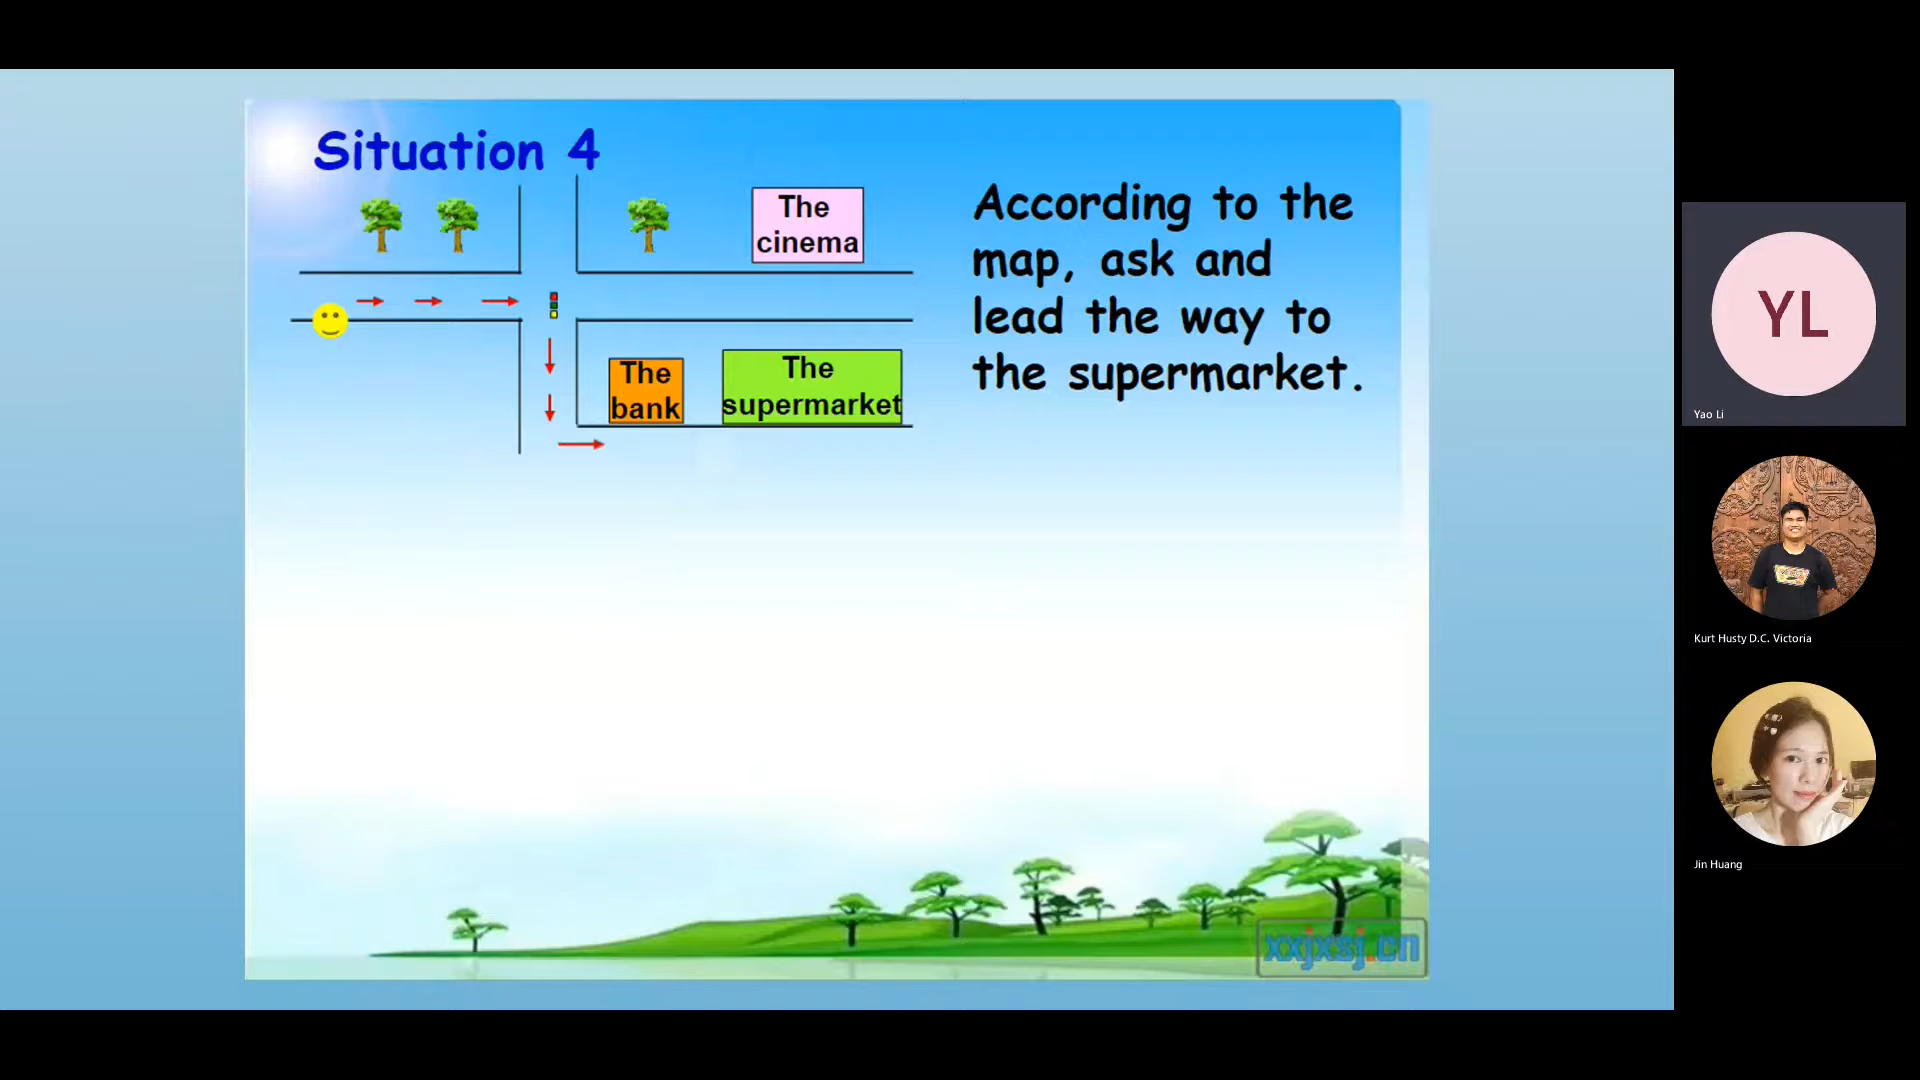 Situation 4
The
cinema
The
bank
The
supermarket
According to the
map, ask and
lead the way to
the supermarket.
xxjxsj.cn
YL
Yao Li
Kurt Husty D.C. Victoria
Jin Huang